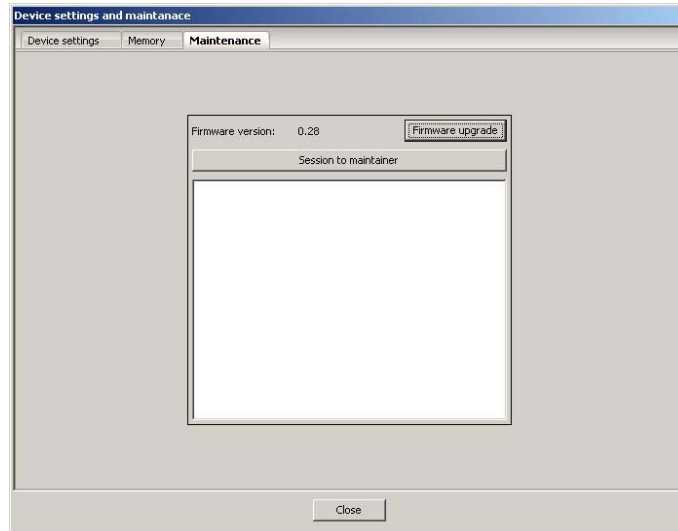 Device settings and maintanace
Device settings Memory Maintenance
Firmware version: 0.28 Firmware upgrade
Session to maintainer
Close